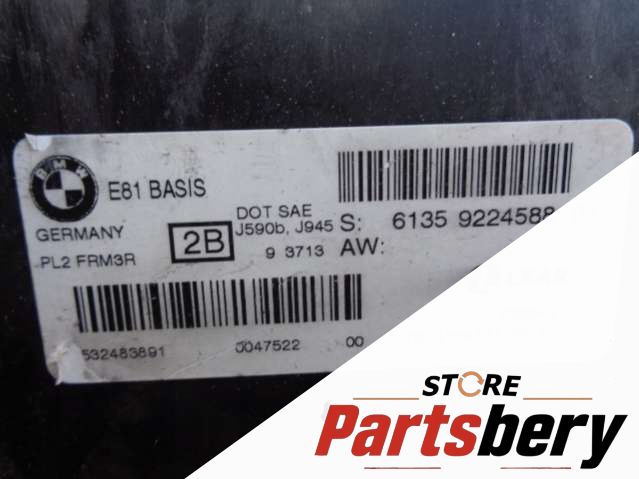 BMW
E81 BASIS
GERMANY
PL2 FRM3R
2B
DOT SAE
J590b, J945
9 3713
S: 6135 9224588
AW:
532483891 0047522 00
STORE
Partsbery